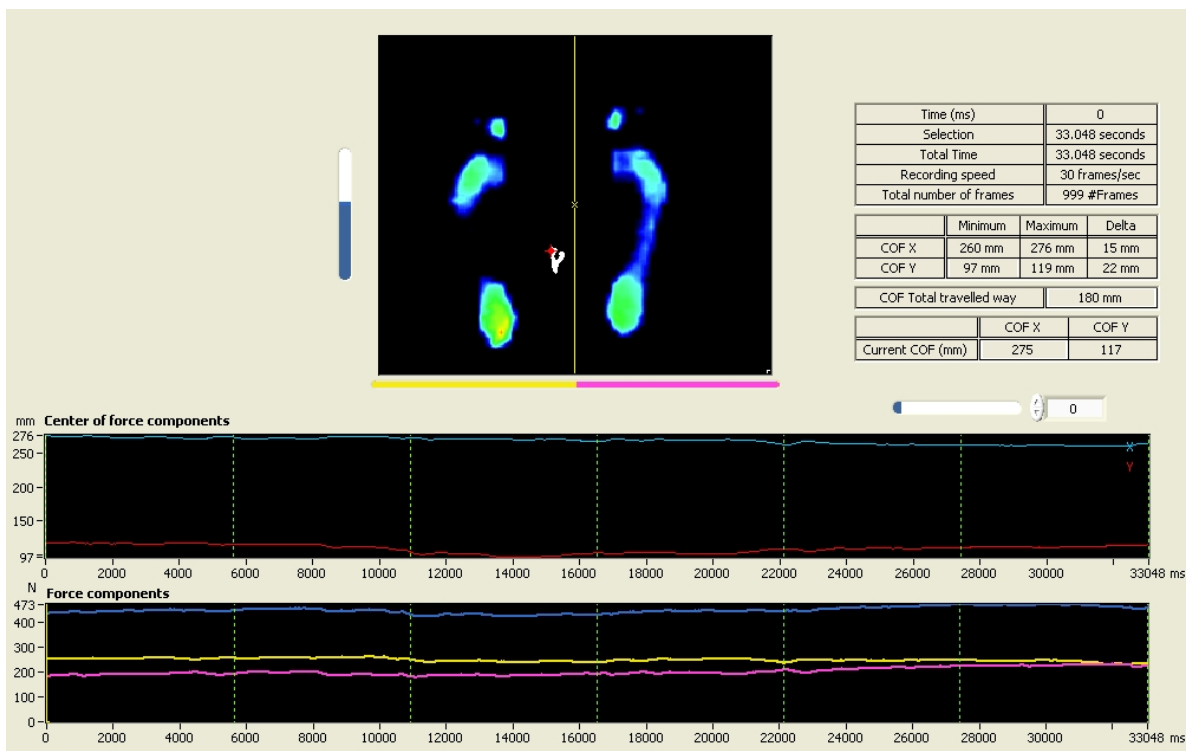 Time (ms) 0
Selection 33.048 seconds
Total Time 33.048 seconds
Recording speed 30 frames/sec
Total number of frames 999 #Frames
Minimum Maximum Delta
COF X 260 mm 276 mm 15 mm
COF Y 97 mm 119 mm 22 mm
COF Total travelled way 180 mm
COF X COF Y
Current COF (mm) 275 117
0
mm Center of force components
276
250
200
150
97
X
Y
0 2000 4000 6000 8000 10000 12000 14000 16000 18000 20000 22000 24000 26000 28000 30000 33048 ms
N Force components
473
400
300
200
100
0
0 2000 4000 6000 8000 10000 12000 14000 16000 18000 20000 22000 24000 26000 28000 30000 33048 ms